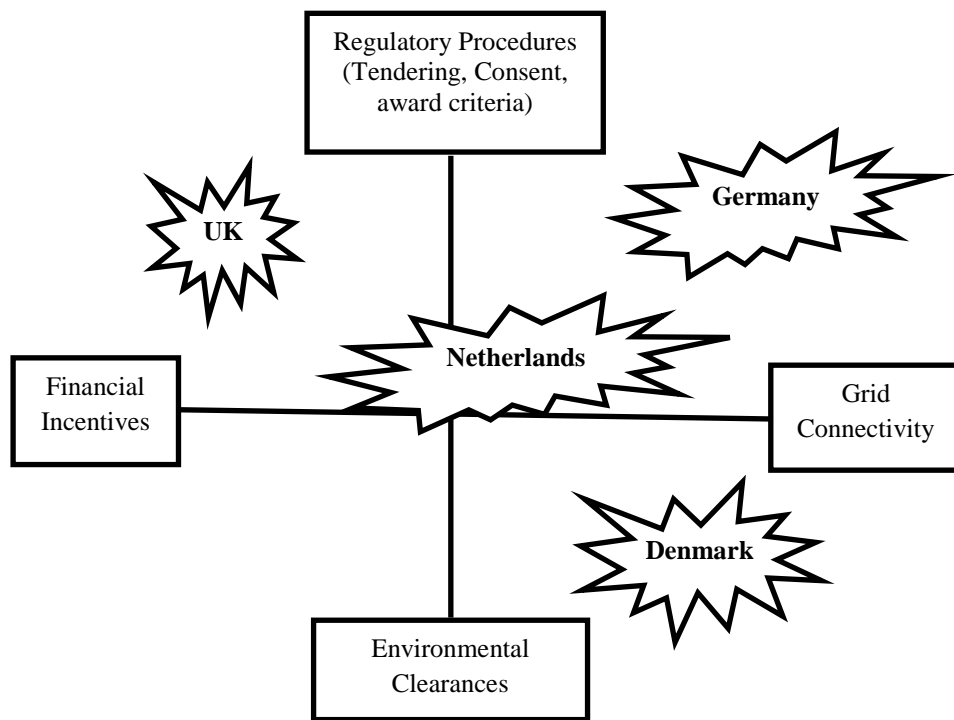 Regulatory Procedures
(Tendering, Consent,
award criteria)
Germany
UK
Netherlands
Financial
Incentives
Grid
Connectivity
Denmark
Environmental
Clearances